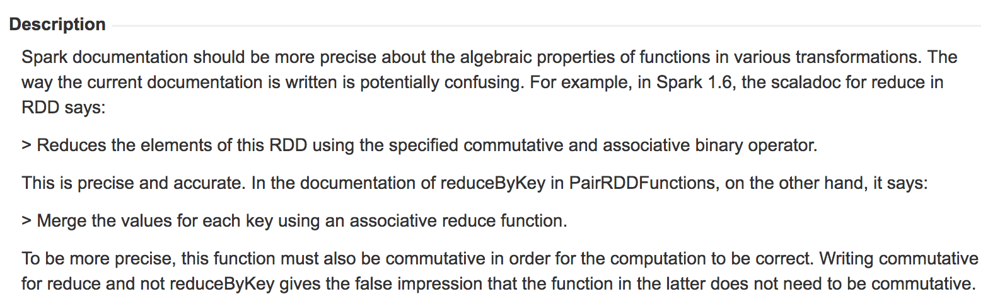 Description
Spark documentation should be more precise about the algebraic properties of functions in various transformations. The
way the current documentation is written is potentially confusing. For example, in Spark 1.6, the scaladoc for reduce in
RDD says:
> Reduces the elements of this RDD using the specified commutative and associative binary operator.
This is precise and accurate. In the documentation of reduceByKey in PairRDDFunctions, on the other hand, it says:
> Merge the values for each key using an associative reduce function.
To be more precise, this function must also be commutative in order for the computation to be correct. Writing commutative
for reduce and not reduceByKey gives the false impression that the function in the latter does not need to be commutative.